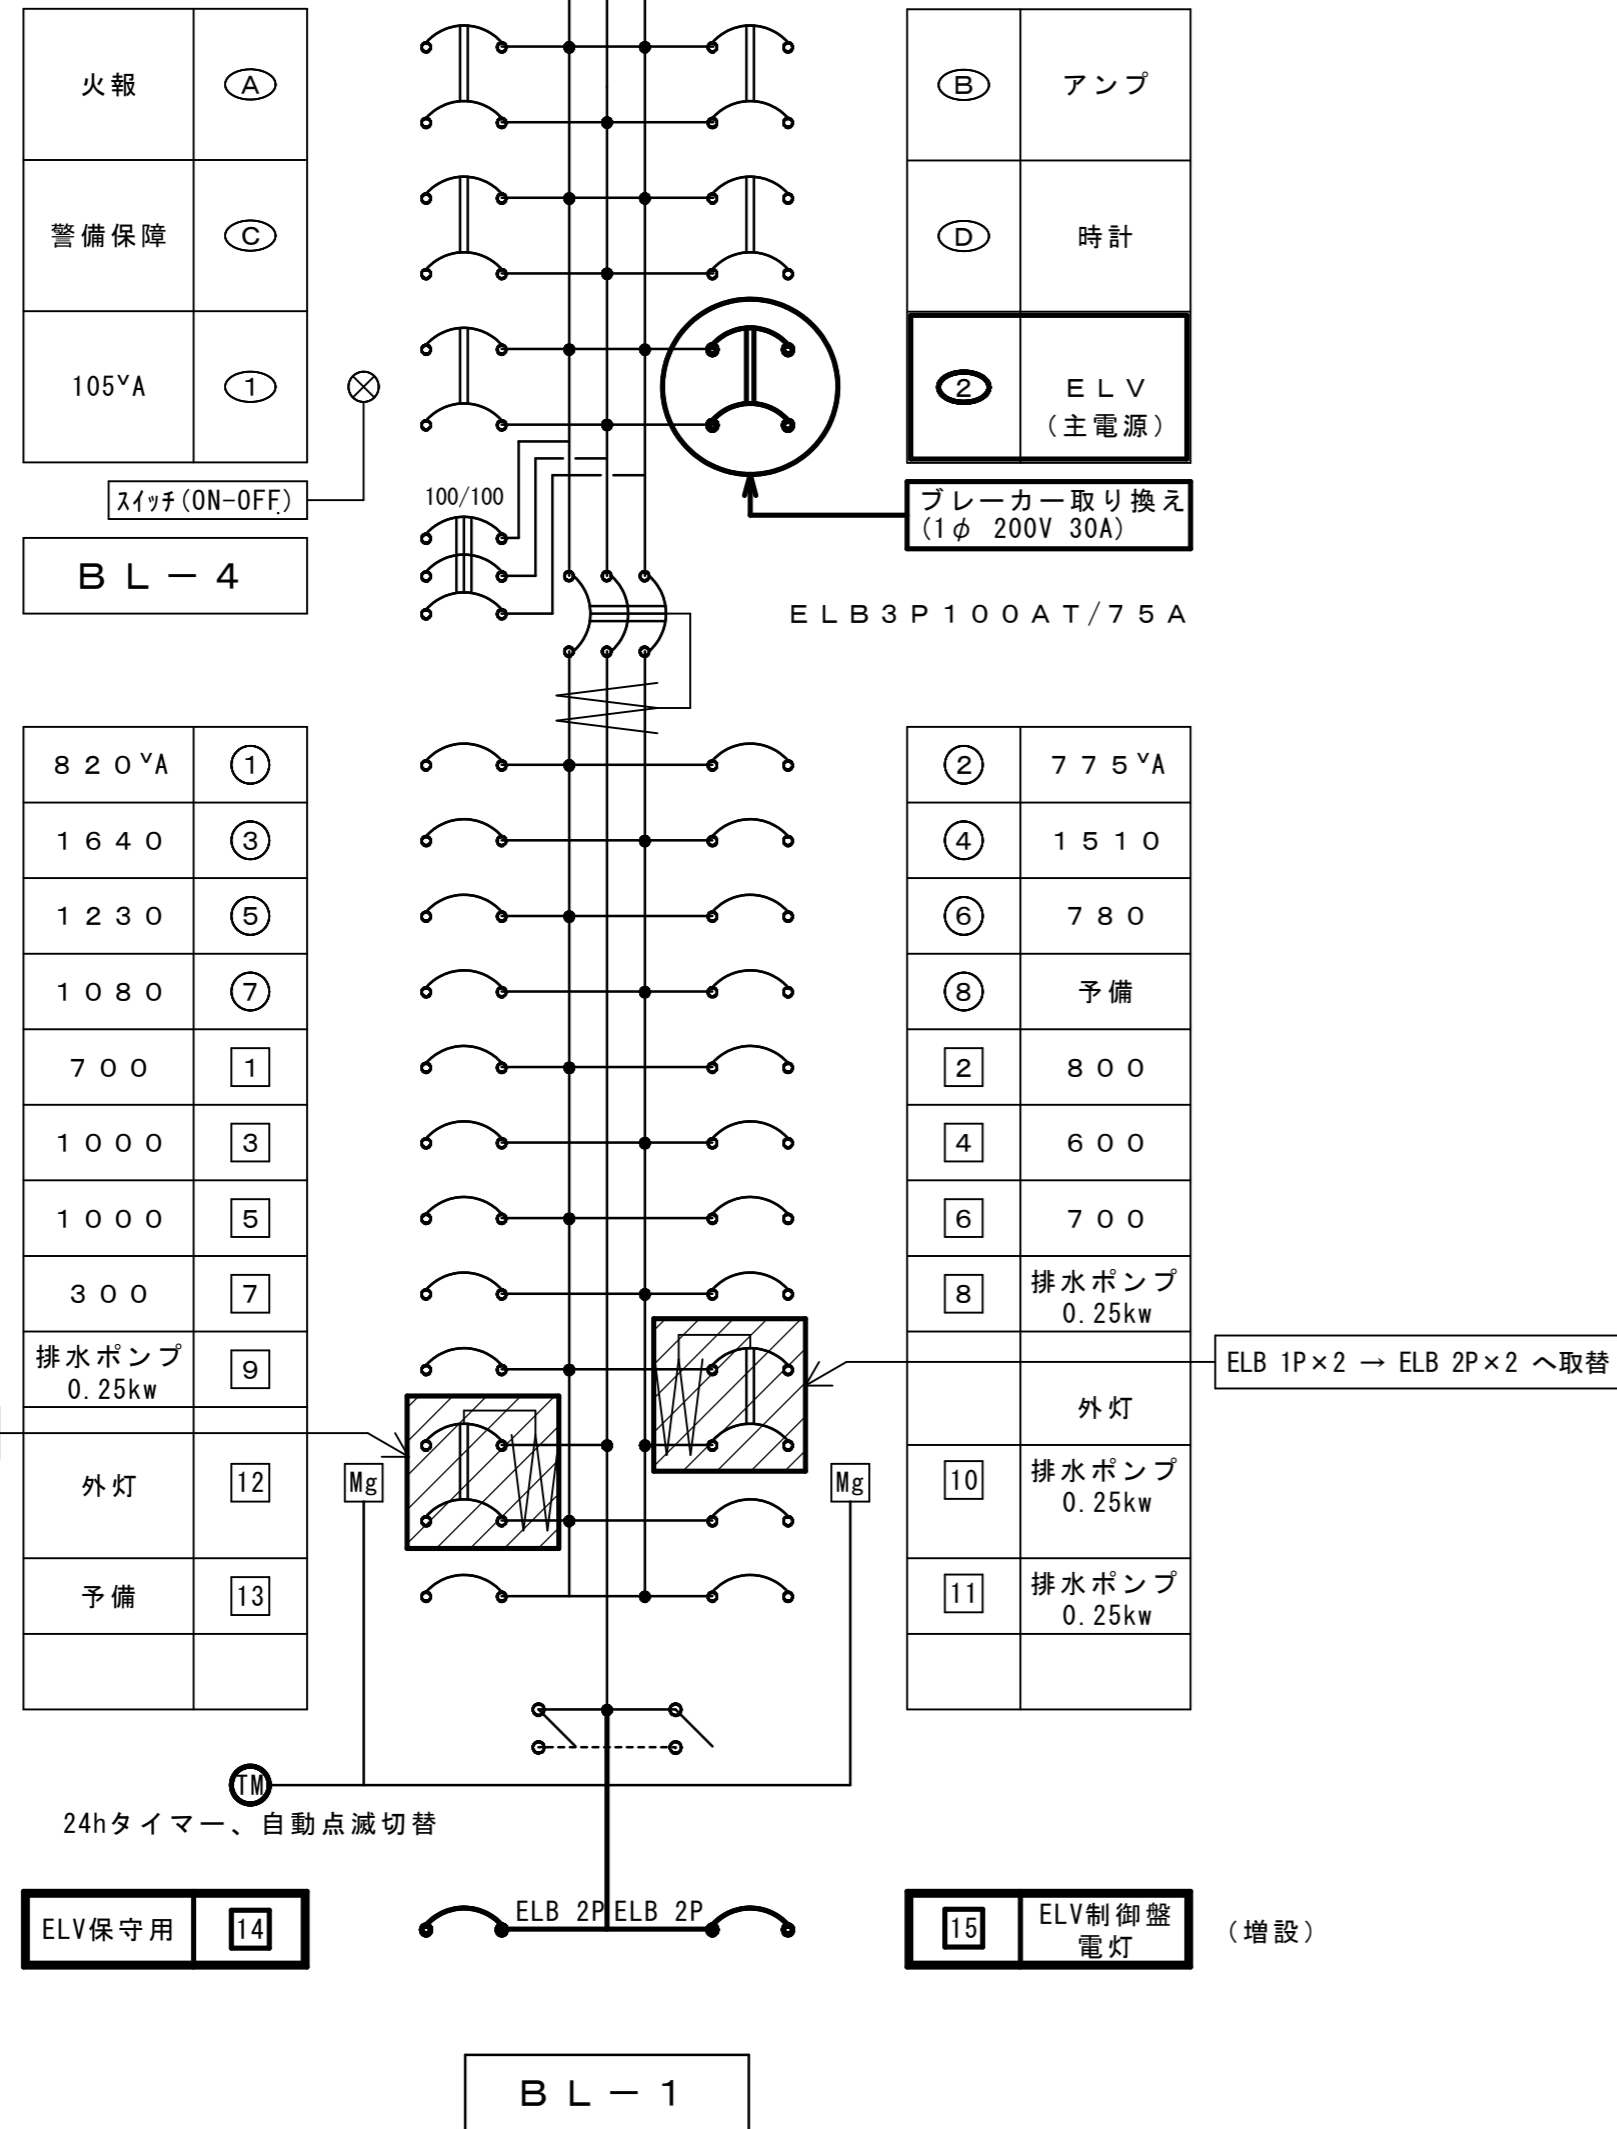 火報 A
B アンプ
警備保障 C
D 時計
105VA 1
2 ELV
(主電源)
スイッチ(ON-OFF)
100/100
ブレーカー取り換え
(1φ 200V 30A)
BL-4
ELB3P100AT/75A
820VA ①
② 775VA
1640 ③
④ 1510
1230 ⑤
⑥ 780
1080 ⑦
⑧ 予備
700 1
2 800
1000 3
4 600
1000 5
6 700
300 7
8 排水ポンプ
0.25kw
排水ポンプ
0.25kw
9
ELB 1P×2 → ELB 2P×2 へ取替
外灯
外灯 12
Mg
Mg
10 排水ポンプ
0.25kw
予備 13
11 排水ポンプ
0.25kw
TM
24hタイマー、自動点滅切替
ELV保守用 14
ELB 2P ELB 2P
15 ELV制御盤
電灯
(増設)
BL-1